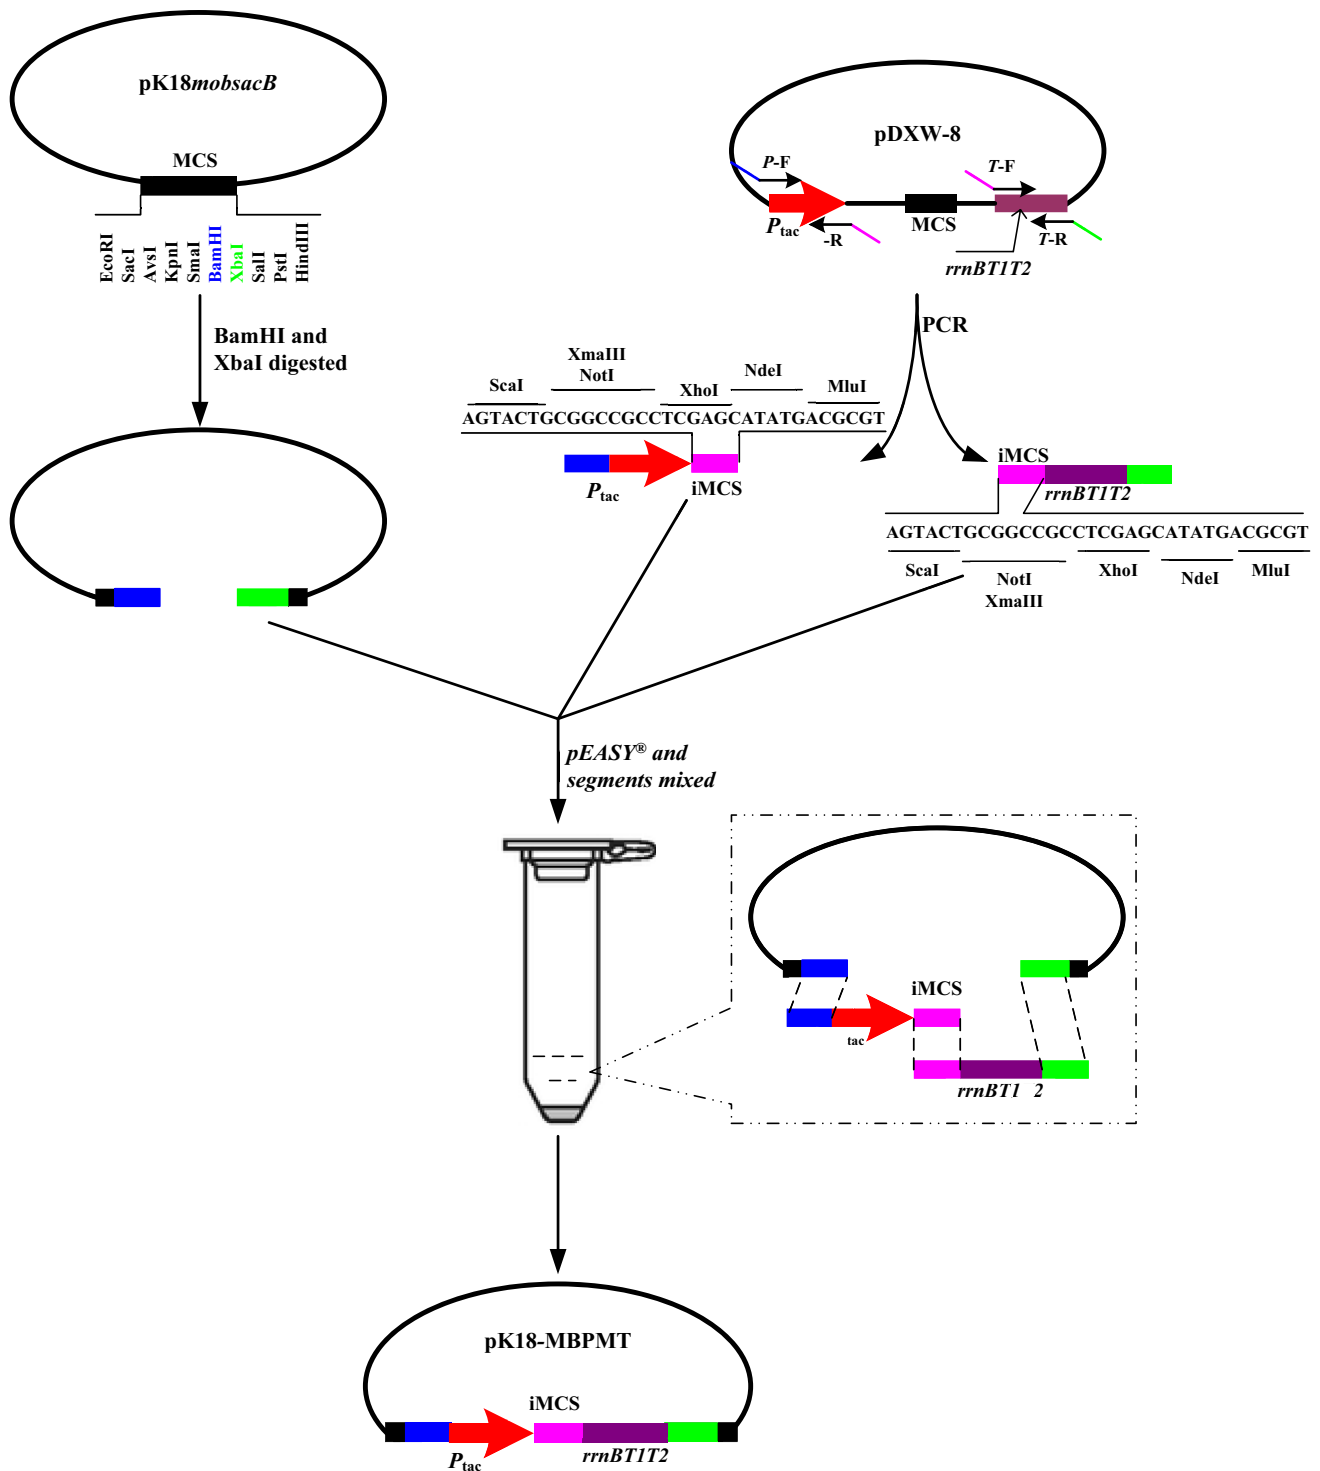 pK18mobsacB
MCS
EcoRI
SacI
AvsI
KpnI
SmaI
BamHI
XbaI
SalI
PstI
HindIII
BamHI and
XbaI digested
pDXW-8
P-F
T-F
Ptac
-R
MCS
T-R
rrnBT1T2
PCR
XmaIII
NotI
ScaI
XhoI
NdeI
MluI
AGTACTGCGGCCGCCTCGAGCATATGACGCGT
Ptac
iMCS
iMCS
rrnBT1T2
AGTACTGCGGCCGCCTCGAGCATATGACGCGT
ScaI
NotI
XmaIII
XhoI
NdeI
MluI
pEASY® and
segments mixed
iMCS
tac
rrnBT1 2
pK18-MBPMT
iMCS
Ptac
rrnBT1T2